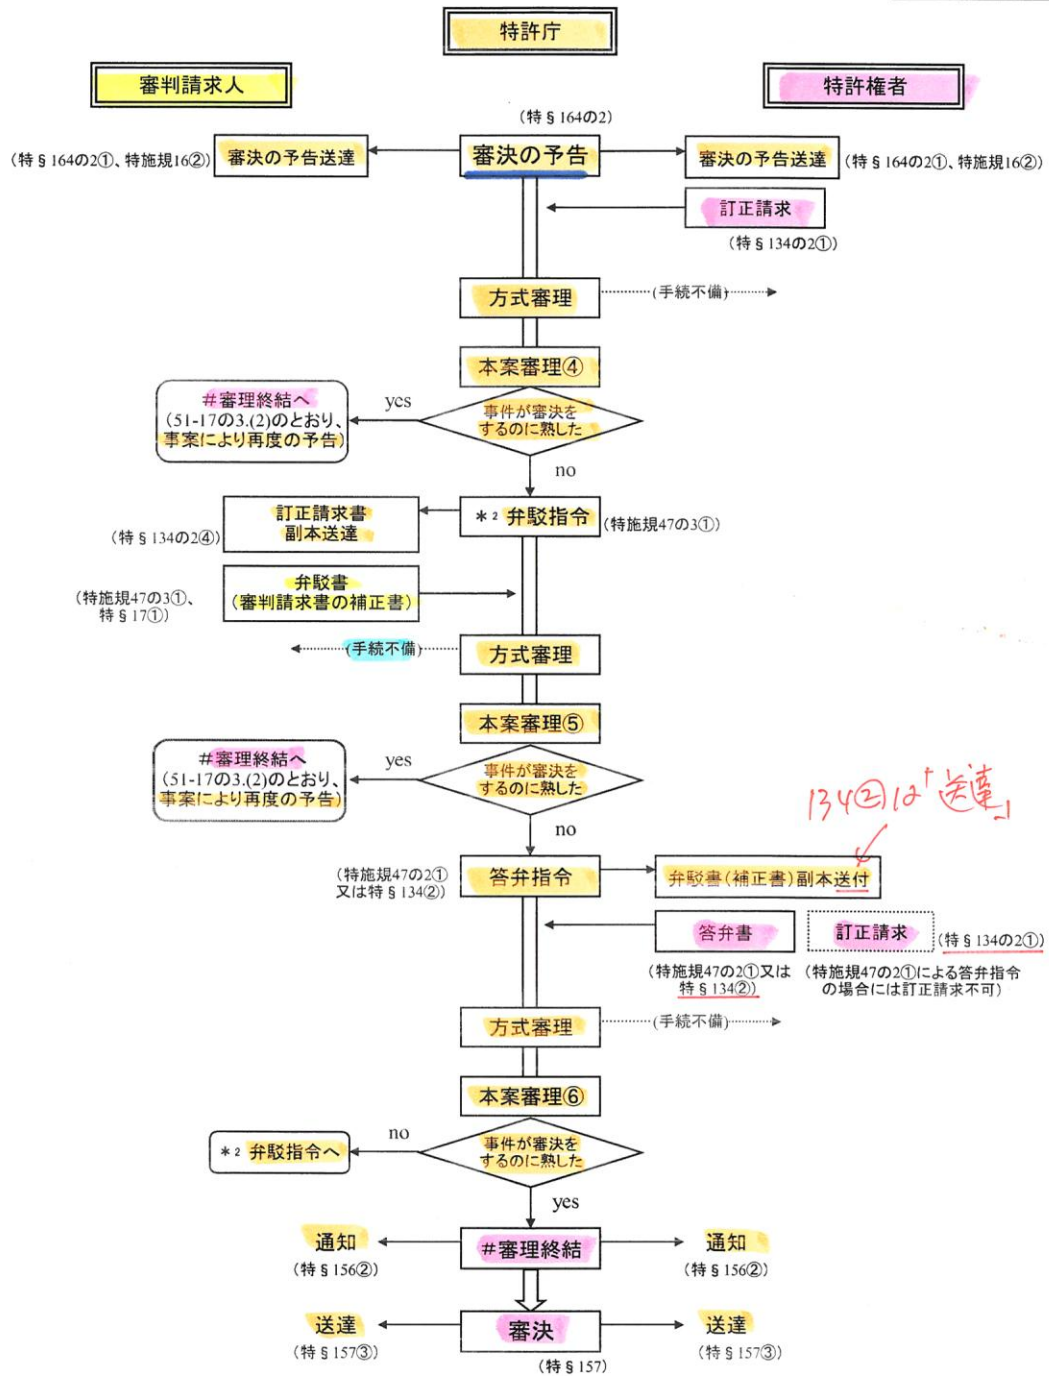 特許庁
審判請求人
特許権者
(特§164の2)
(特§164の2①、特施規16②)
審決の予告送達
審決の予告
審決の予告送達
(特§164の2①、特施規16②)
訂正請求
(特§134の2①)
方式審理
(手続不備)
本案審理④
#審理終結へ
(51-17の3.(2)のとおり、
事案により再度の予告)
yes
事件が審決を
するのに熟した
no
訂正請求書
副本送達
(特§134の2④)
*2 弁駁指令
(特施規47の3①)
弁駁書
(審判請求書の補正書)
(特施規47の3①、
特§17①)
(手続不備)
方式審理
本案審理⑤
#審理終結へ
(51-17の3.(2)のとおり、
事案により再度の予告)
yes
事件が審決を
するのに熟した
134②は「送達」
no
(特施規47の2①
又は特§134②)
答弁指令
弁駁書(補正書)副本送付
答弁書
訂正請求
(特§134の2①)
(特施規47の2①又は
特§134②)
(特施規47の2①による答弁指令
の場合には訂正請求不可)
方式審理
(手続不備)
本案審理⑥
*2 弁駁指令へ
no
事件が審決を
するのに熟した
yes
通知
(特§156②)
#審理終結
通知
(特§156②)
送達
(特§157③)
審決
(特§157)
送達
(特§157③)